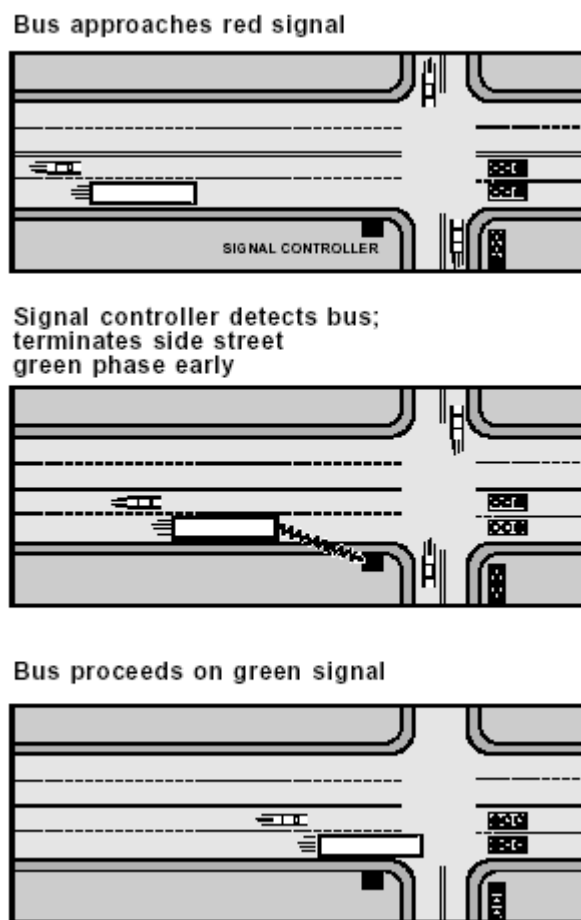 Bus approaches red signal
SIGNAL CONTROLLER
Signal controller detects bus;
terminates side street
green phase early
Bus proceeds on green signal